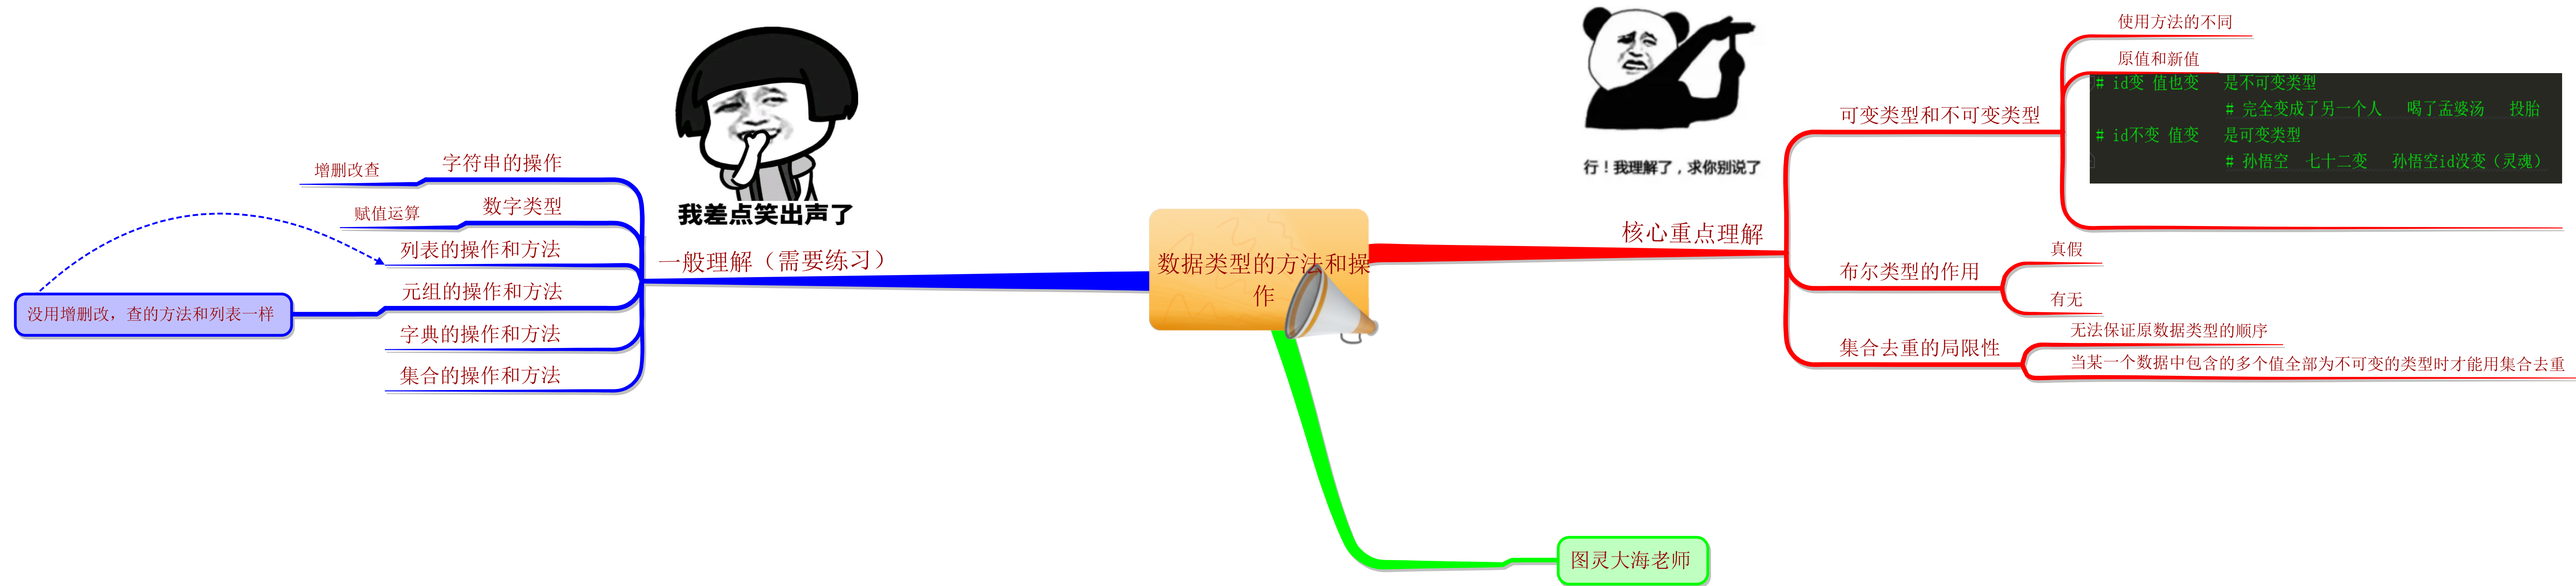 我差点笑出声了
一般理解（需要练习）
字符串的操作
增删改查
数字类型
赋值运算
列表的操作和方法
元组的操作和方法
没用增删改，查的方法和列表一样
字典的操作和方法
集合的操作和方法
数据类型的方法和操
作
行！我理解了，求你别说了
核心重点理解
可变类型和不可变类型
使用方法的不同
原值和新值
# id变 值也变 是不可变类型
# 完全变成了另一个人 喝了孟婆汤 投胎
# id不变 值变 是可变类型
# 孙悟空 七十二变 孙悟空id没变（灵魂）
布尔类型的作用
真假
有无
集合去重的局限性
无法保证原数据类型的顺序
当某一个数据中包含的多个值全部为不可变的类型时才能用集合去重
图灵大海老师